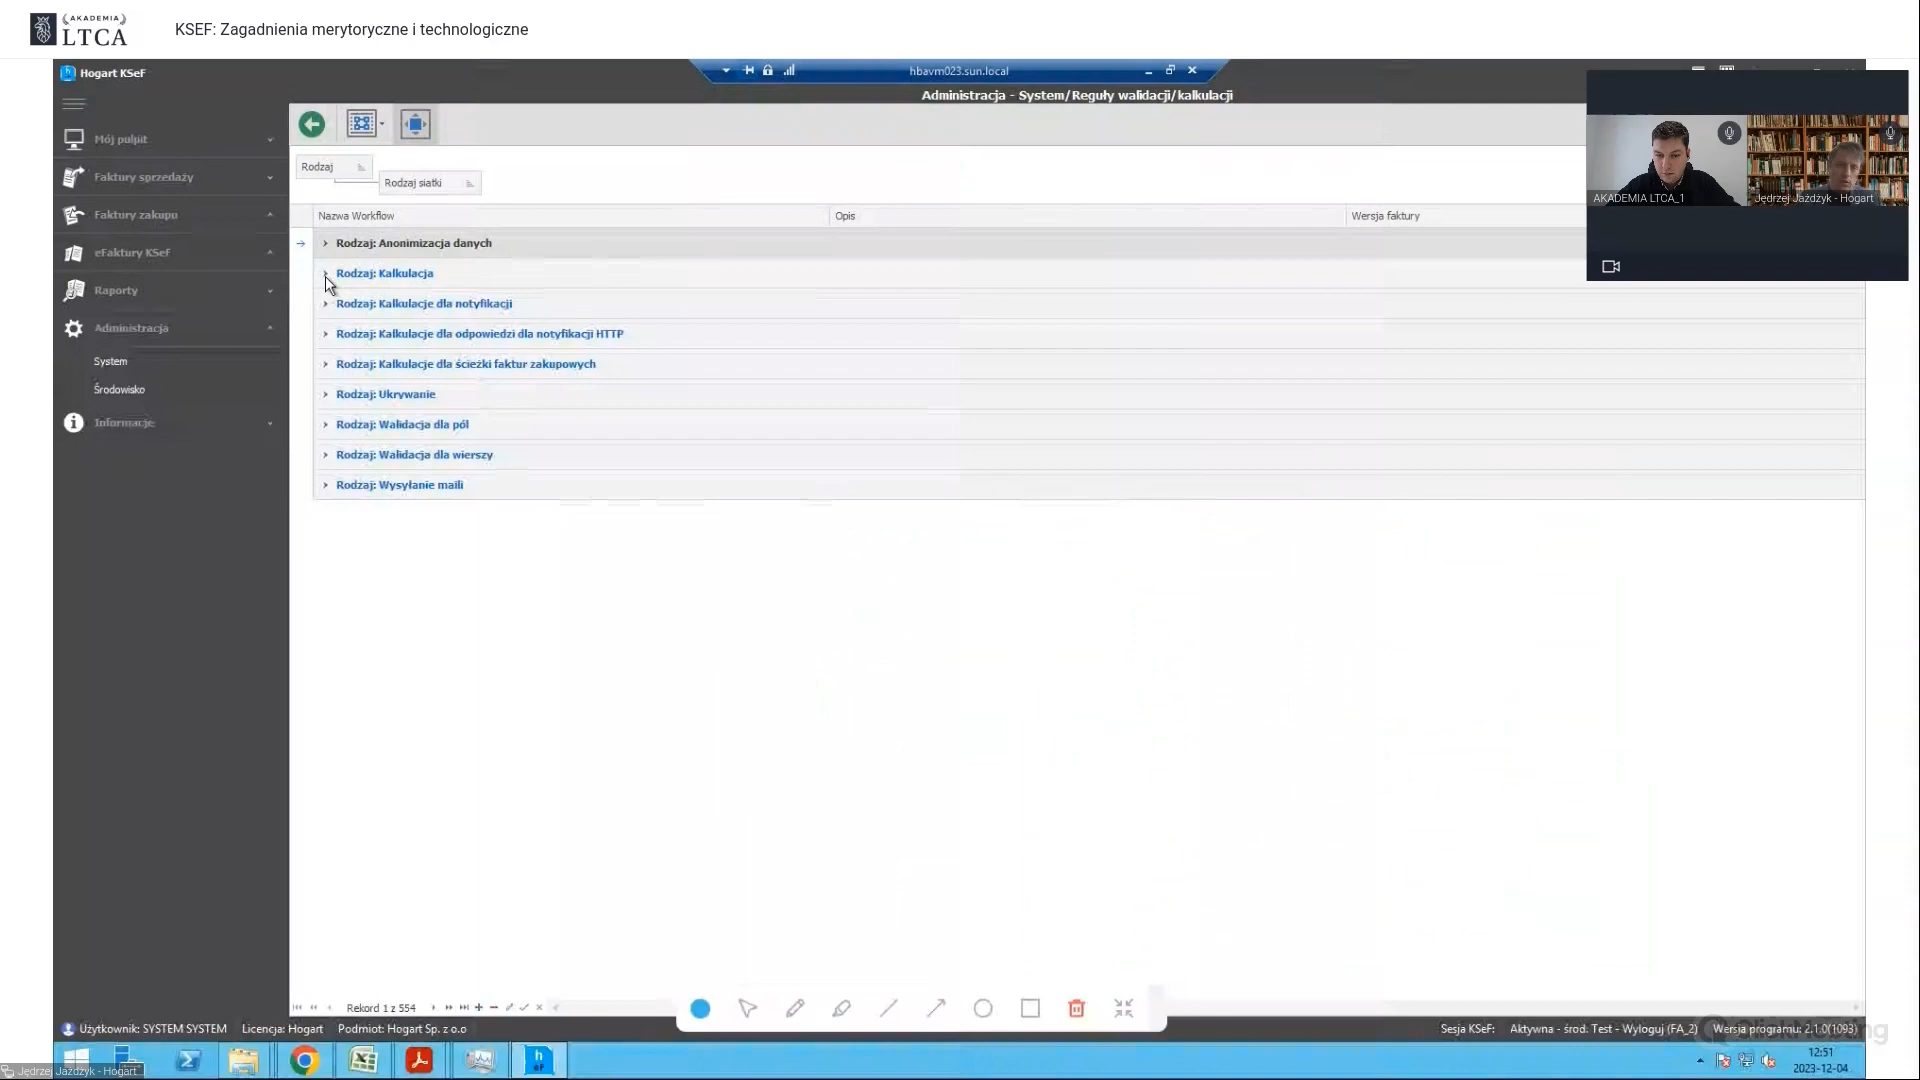 AKADEMIA
LTCA
KSEF: Zagadnienia merytoryczne i technologiczne
Hogart KSeF
hbavm023.sun.local
Administracja - System/Reguły walidacji/kalkulacji
Mój pulpit
Faktury sprzedaży
Faktury zakupu
eFaktury KSeF
Raporty
Administracja
System
Środowisko
Informacje
Rodzaj
Rodzaj siatki
Nazwa Workflow
Opis
Wersja faktury
Rodzaj: Anonimizacja danych
Rodzaj: Kalkulacja
Rodzaj: Kalkulacje dla notyfikacji
Rodzaj: Kalkulacje dla odpowiedzi dla notyfikacji HTTP
Rodzaj: Kalkulacje dla ścieżki faktur zakupowych
Rodzaj: Ukrywanie
Rodzaj: Walidacja dla pól
Rodzaj: Walidacja dla wierszy
Rodzaj: Wysyłanie maili
AKADEMIA LTCA_1
Jędrzej Jażdżyk - Hogart
Rekord 1 z 554
Użytkownik: SYSTEM SYSTEM Licencja: Hogart Podmiot: Hogart Sp. z o.o
Sesja KSeF: Aktywna - środ. Test - Wyloguj (FA_2) Wersja programu: 2.1.0(1093)
ClickMeeting
Jędrzej Jażdżyk - Hogart
12:51
2023-12-04